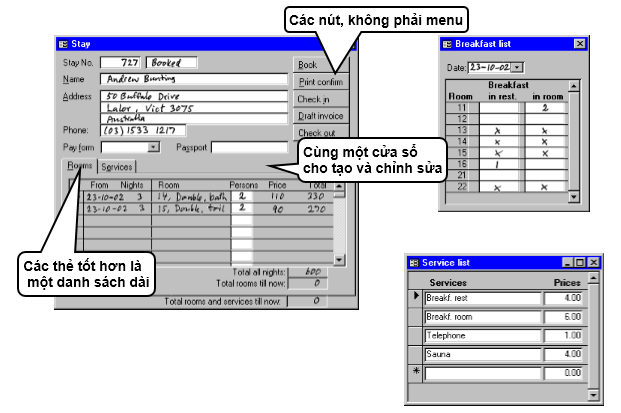 Các nút, không phải menu
Stay
Stay No. 727 Booked
Name Andrew Bunting
Address 50 Buffalo Drive
Lalor, Vict 3075
Australia
Phone: (03) 1533 1217
Pay form Passport
Book
Print confirm
Check in
Draft invoice
Check out
Cùng một cửa sổ
cho tạo và chỉnh sửa
Rooms Services
From Nights Room Persons Price Total
23-10-02 3 14, Double, bath 2 110 330
23-10-02 3 15, Double, toil 2 90 270
Các thẻ tốt hơn là
một danh sách dài
Total all nights: 600
Total rooms till now: 0
Total rooms and services till now: 0
Breakfast list
Date: 23-10-02
Breakfast
Room in rest. in room
11 2
12
13 x x
14 x x
15 x x
16 1
21
22 x x
Service list
Services Prices
Breakf. rest 4.00
Breakf. room 6.00
Telephone 1.00
Sauna 4.00
* 0.00